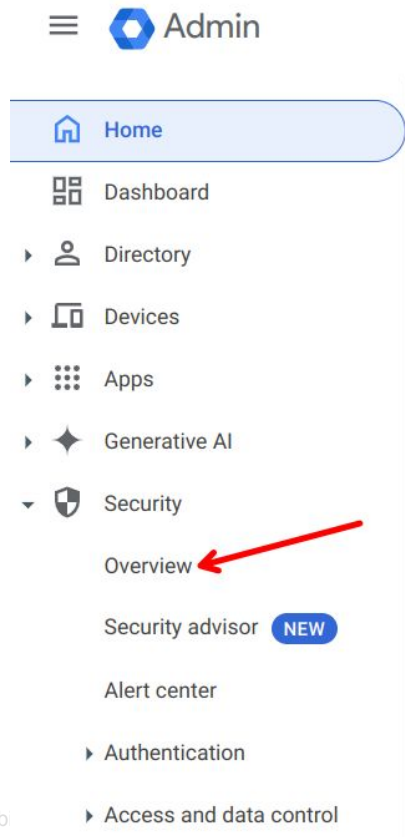 Admin
Home
Dashboard
Directory
Devices
Apps
Generative AI
Security
Overview
Security advisor NEW
Alert center
Authentication
Access and data control